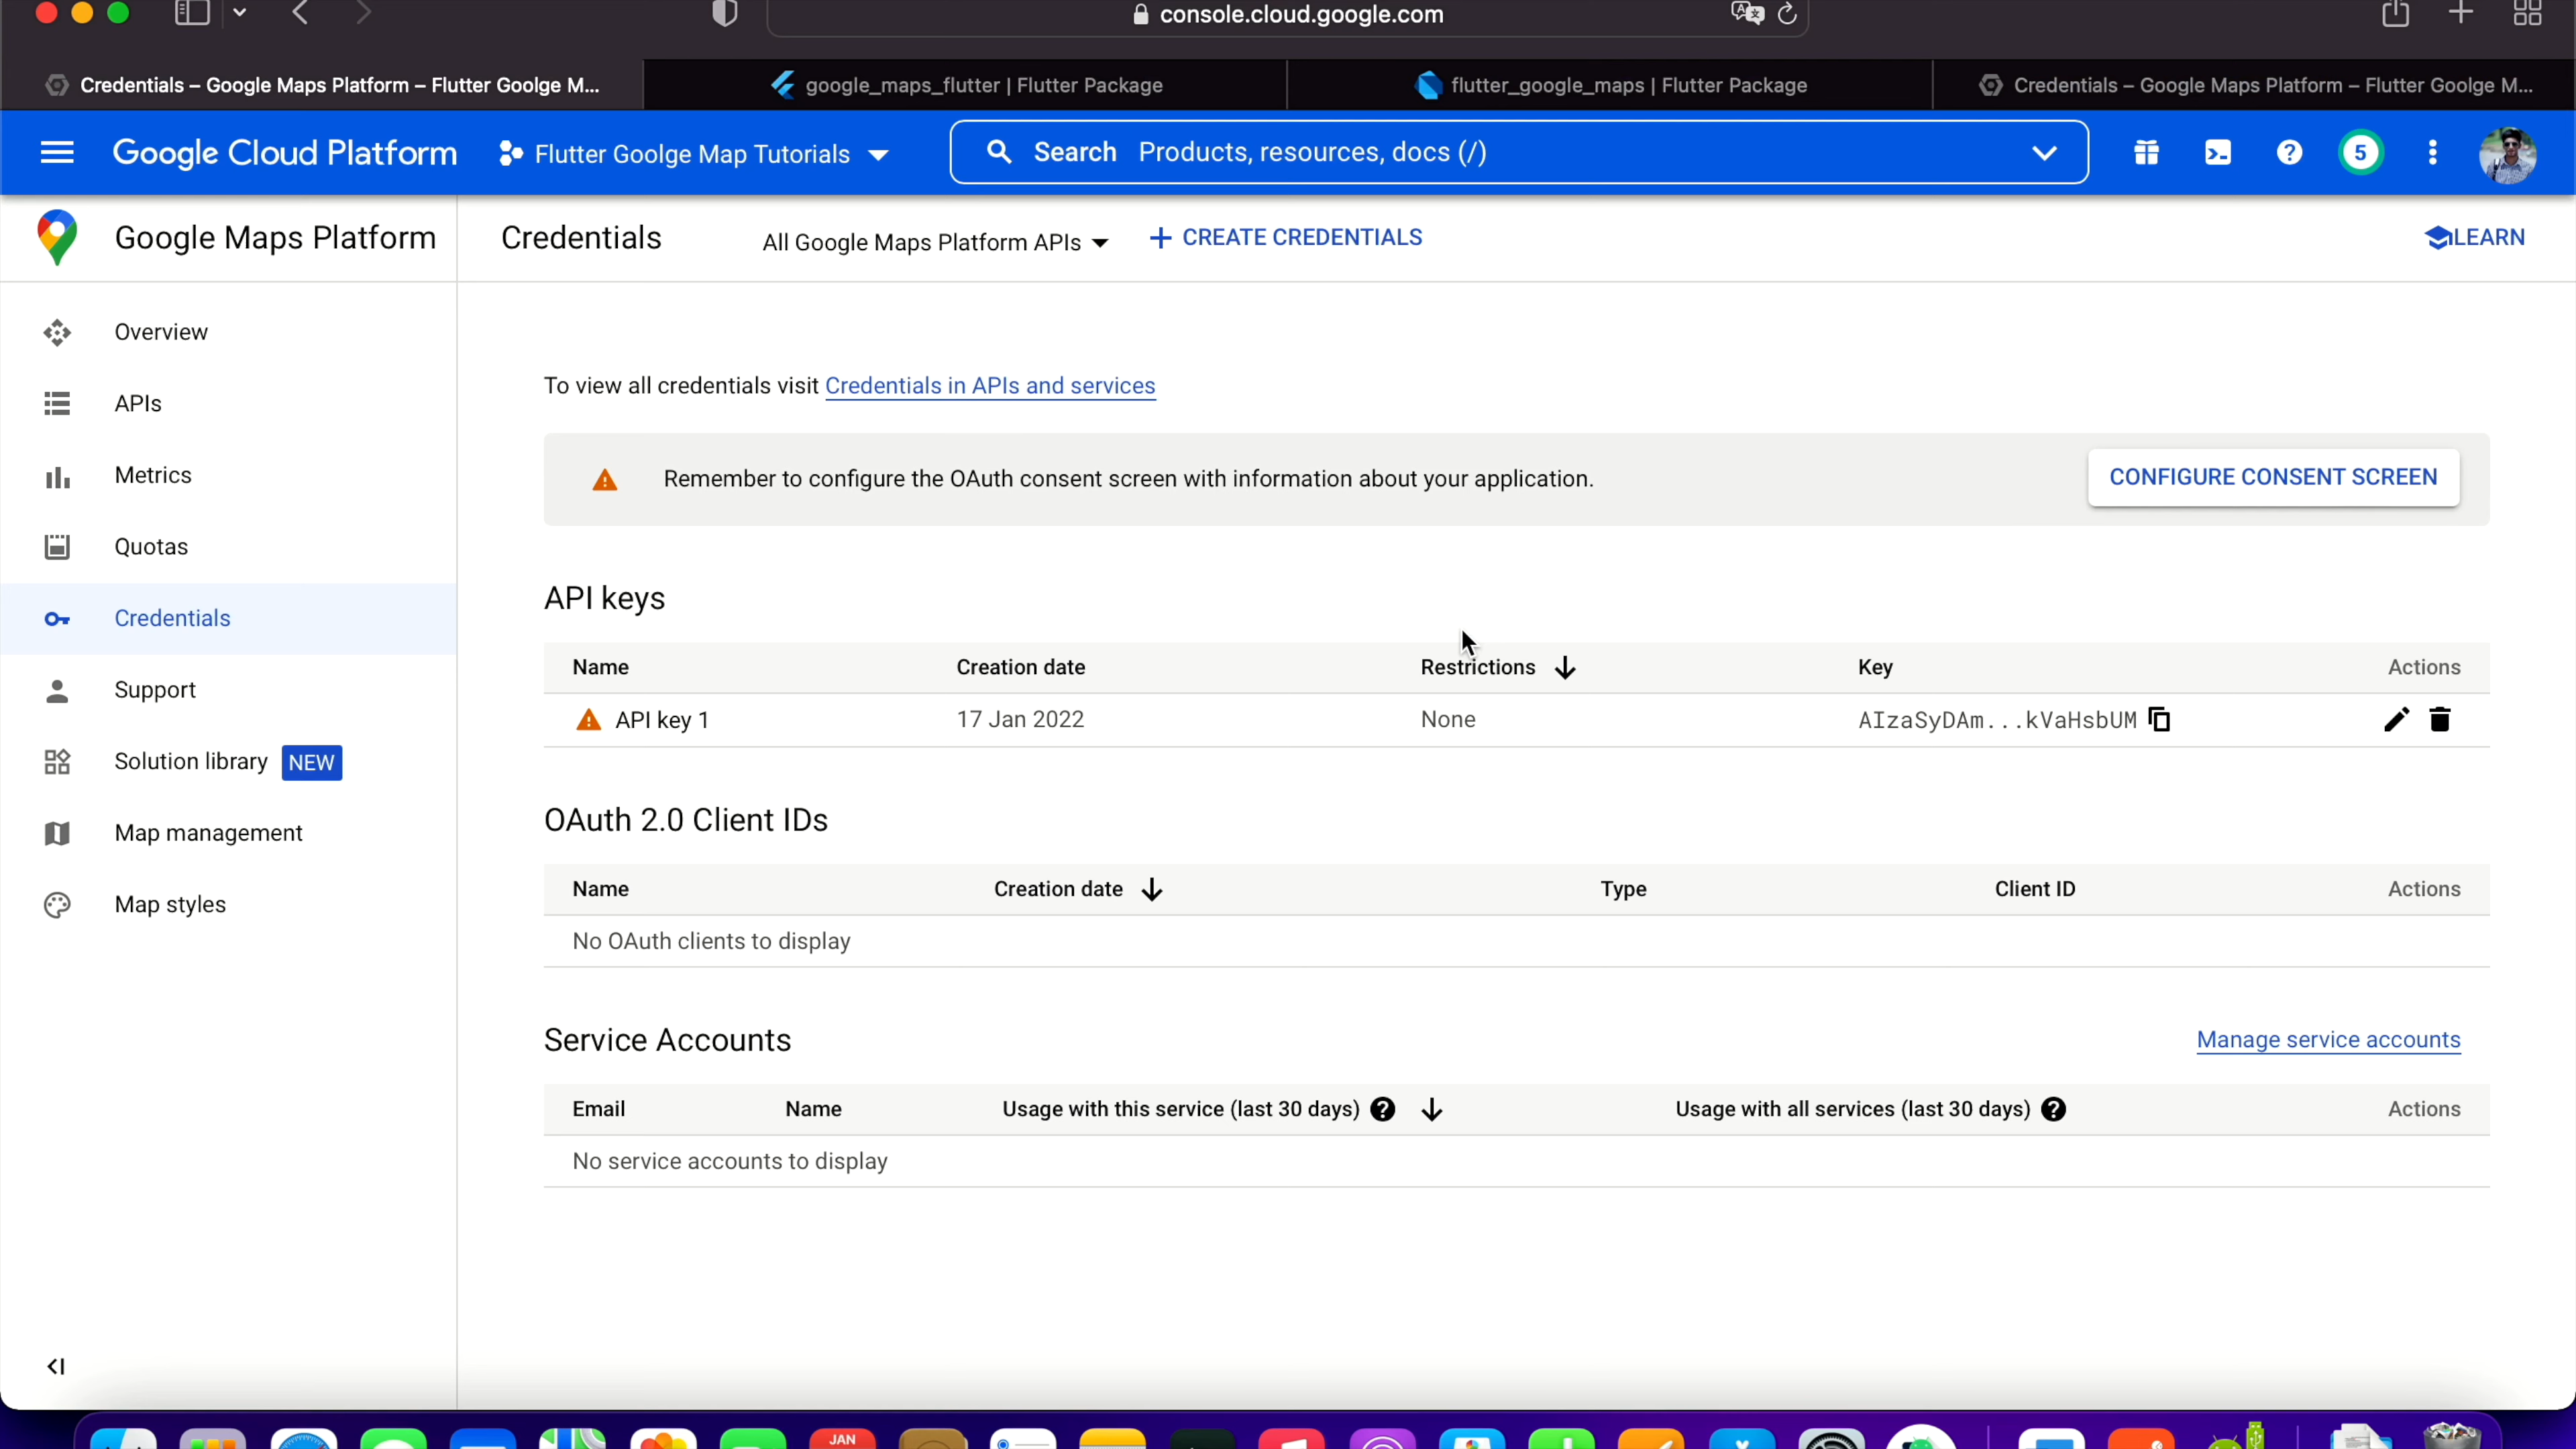 console.cloud.google.com
Credentials – Google Maps Platform – Flutter Goolge M...
google_maps_flutter | Flutter Package
flutter_google_maps | Flutter Package
Credentials – Google Maps Platform – Flutter Goolge M...
Google Cloud Platform
Flutter Goolge Map Tutorials
Search Products, resources, docs (/)
5
Google Maps Platform
Credentials
All Google Maps Platform APIs
CREATE CREDENTIALS
LEARN
Overview
APIs
Metrics
Quotas
Credentials
Support
Solution library NEW
Map management
Map styles
To view all credentials visit Credentials in APIs and services
Remember to configure the OAuth consent screen with information about your application.
CONFIGURE CONSENT SCREEN
API keys
Name Creation date Restrictions Key Actions
API key 1 17 Jan 2022 None AIzaSyDAm...kVaHsbUM
OAuth 2.0 Client IDs
Name Creation date Type Client ID Actions
No OAuth clients to display
Service Accounts
Manage service accounts
Email Name Usage with this service (last 30 days) Usage with all services (last 30 days) Actions
No service accounts to display
JAN